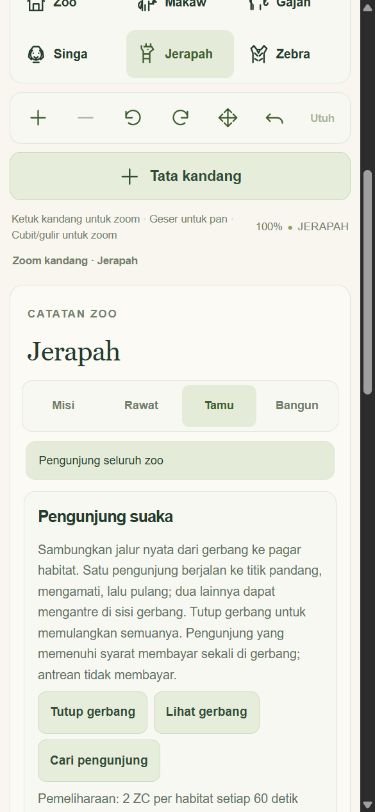 Zoo Makaw Gajah
Singa Jerapah Zebra
Utuh
Tata kandang
Ketuk kandang untuk zoom · Geser untuk pan ·
Cubit/gulir untuk zoom
100% • JERAPAH
Zoom kandang · Jerapah
CATATAN ZOO
Jerapah
Misi Rawat Tamu Bangun
Pengunjung seluruh zoo
Pengunjung suaka
Sambungkan jalur nyata dari gerbang ke pagar
habitat. Satu pengunjung berjalan ke titik pandang,
mengamati, lalu pulang; dua lainnya dapat
mengantre di sisi gerbang. Tutup gerbang untuk
memulangkan semuanya. Pengunjung yang
memenuhi syarat membayar sekali di gerbang;
antrean tidak membayar.
Tutup gerbang Lihat gerbang
Cari pengunjung
Pemeliharaan: 2 ZC per habitat setiap 60 detik